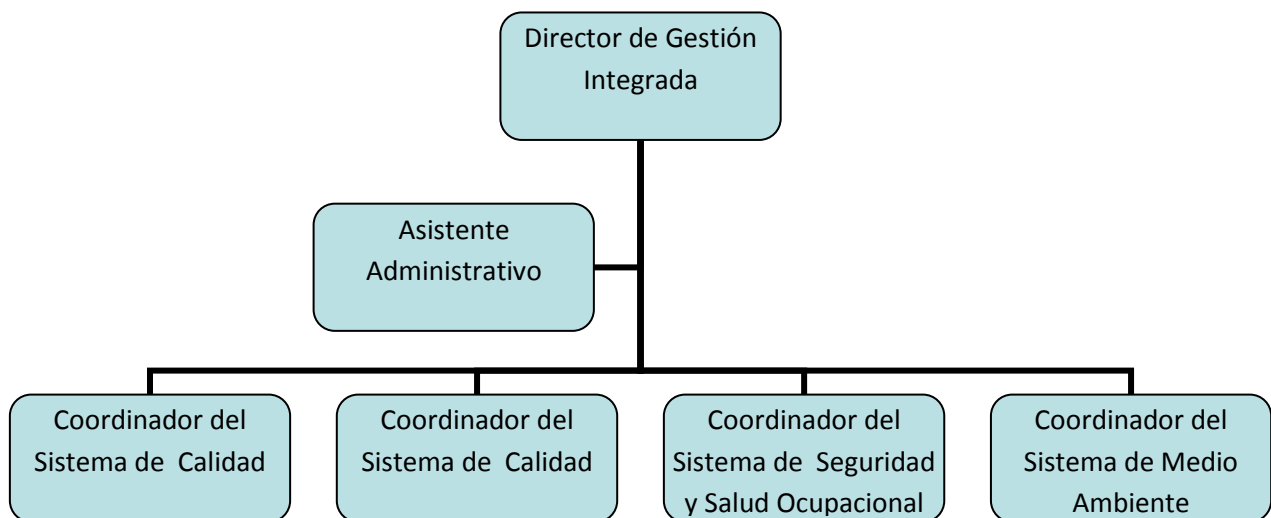 Director de Gestión
Integrada
Asistente
Administrativo
Coordinador del
Sistema de Calidad
Coordinador del
Sistema de Calidad
Coordinador del
Sistema de Seguridad
y Salud Ocupacional
Coordinador del
Sistema de Medio
Ambiente